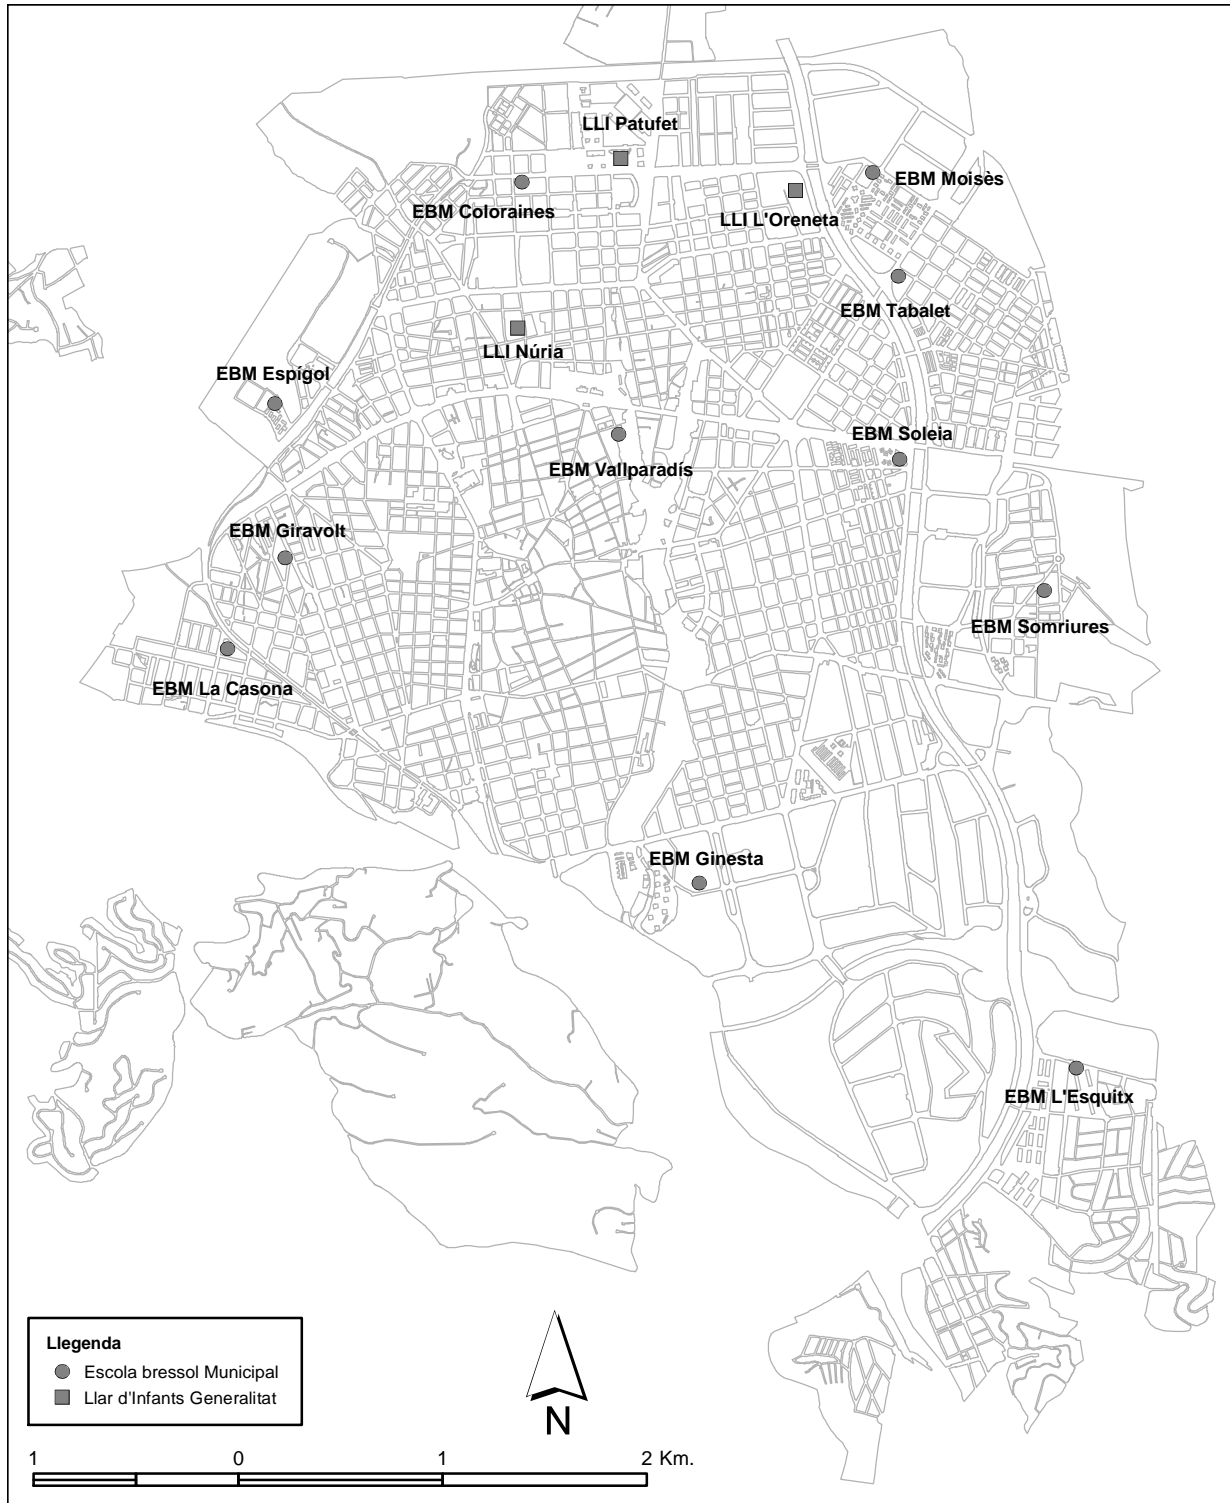 LLI Patufet
EBM Moisès
EBM Coloraines
LLI L'Oreneta
EBM Tabalet
LLI Núria
EBM Espígol
EBM Soleia
EBM Vallparadís
EBM Giravolt
EBM Somriures
EBM La Casona
EBM Ginesta
EBM L'Esquitx
Llegenda
Escola bressol Municipal
Llar d'Infants Generalitat
N
1 0 1 2 Km.